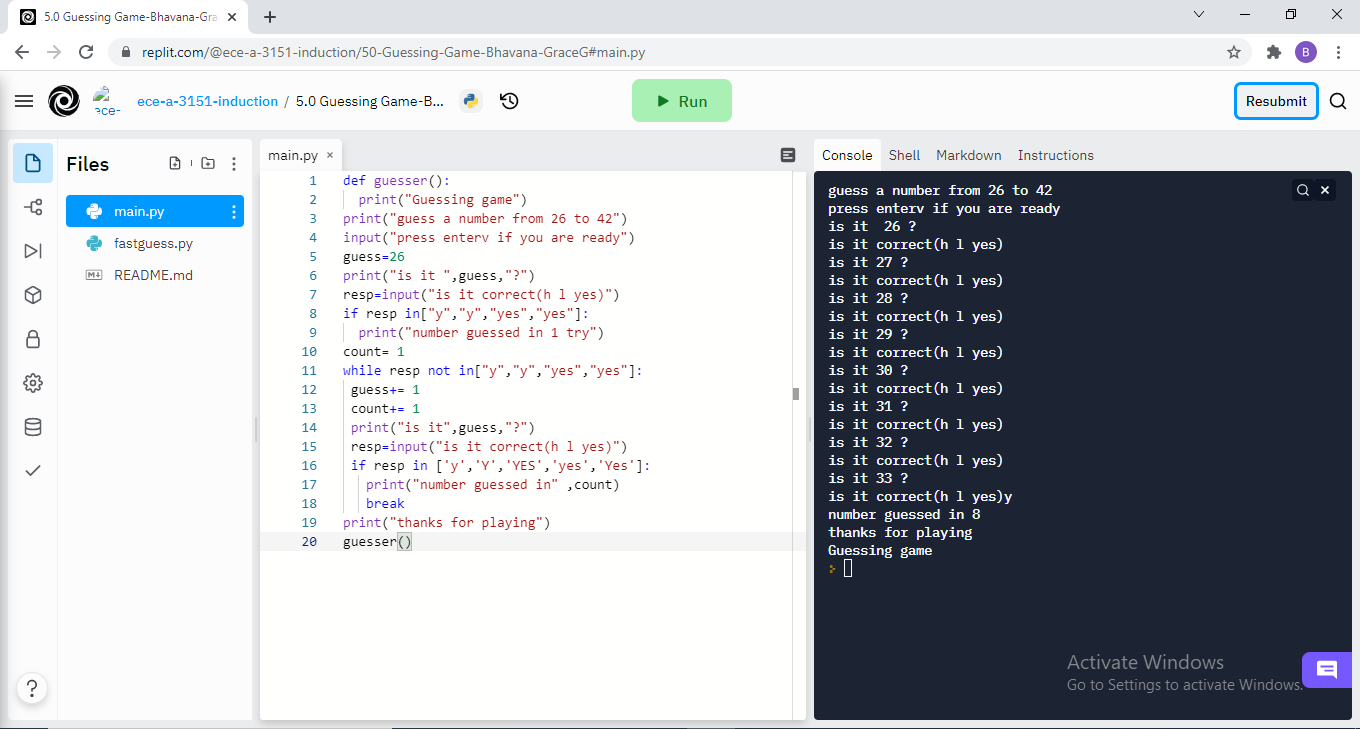 5.0 Guessing Game-Bhavana-Gra
replit.com/@ece-a-3151-induction/50-Guessing-Game-Bhavana-GraceG#main.py
B
ece-
ece-a-3151-induction / 5.0 Guessing Game-B...
Run
Resubmit
Files
main.py
fastguess.py
README.md
main.py
1 def guesser():
2 print("Guessing game")
3 print("guess a number from 26 to 42")
4 input("press enterv if you are ready")
5 guess=26
6 print("is it ",guess,"?")
7 resp=input("is it correct(h l yes)")
8 if resp in["y","y","yes","yes"]:
9 print("number guessed in 1 try")
10 count= 1
11 while resp not in["y","y","yes","yes"]:
12 guess+= 1
13 count+= 1
14 print("is it",guess,"?")
15 resp=input("is it correct(h l yes)")
16 if resp in ['y','Y','YES','yes','Yes']:
17 print("number guessed in" ,count)
18 break
19 print("thanks for playing")
20 guesser()
Console Shell Markdown Instructions
guess a number from 26 to 42
press enterv if you are ready
is it  26 ?
is it correct(h l yes)
is it 27 ?
is it correct(h l yes)
is it 28 ?
is it correct(h l yes)
is it 29 ?
is it correct(h l yes)
is it 30 ?
is it correct(h l yes)
is it 31 ?
is it correct(h l yes)
is it 32 ?
is it correct(h l yes)
is it 33 ?
is it correct(h l yes)y
number guessed in 8
thanks for playing
Guessing game
Activate Windows
Go to Settings to activate Windows.
?